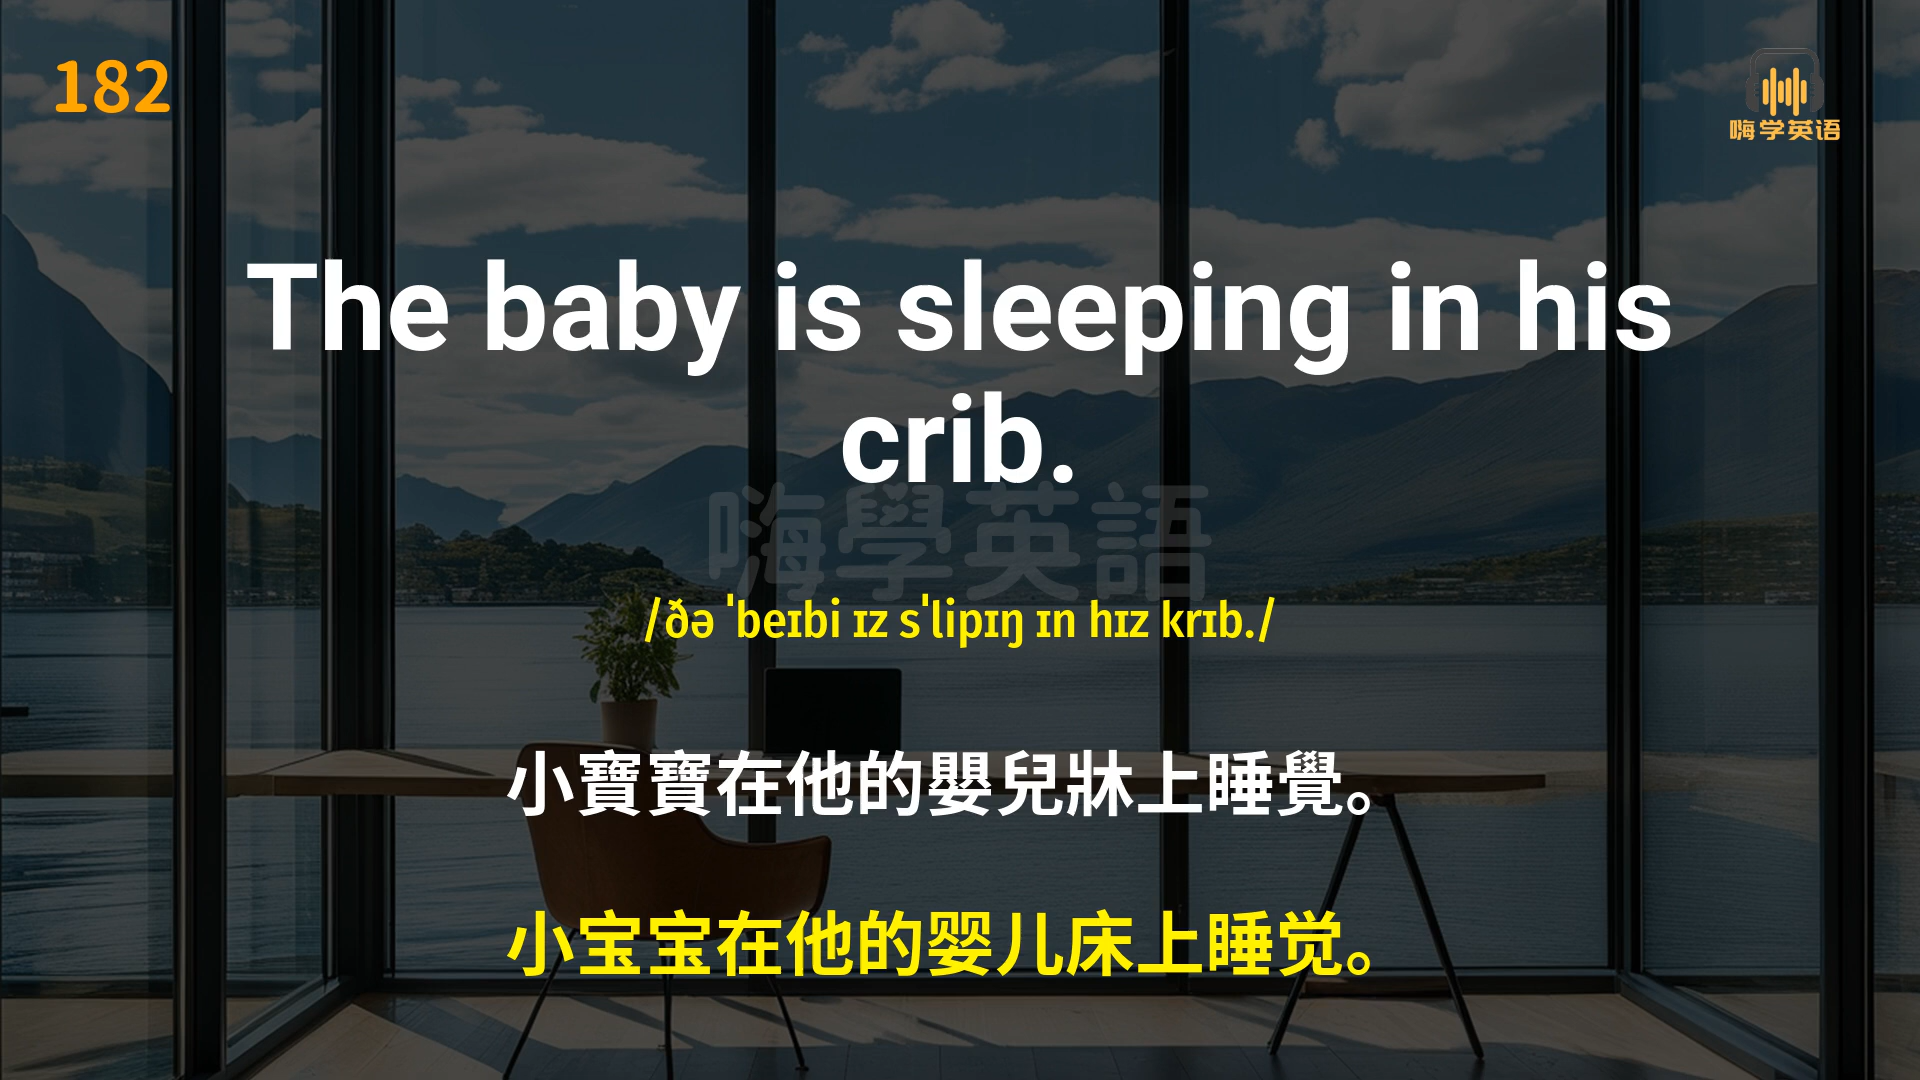 182
嗨学英语
The baby is sleeping in his
crib.
嗨學英語
/ðə ˈbeɪbi ɪz sˈlipɪŋ ɪn hɪz krɪb./
小寶寶在他的嬰兒牀上睡覺。
小宝宝在他的婴儿床上睡觉。